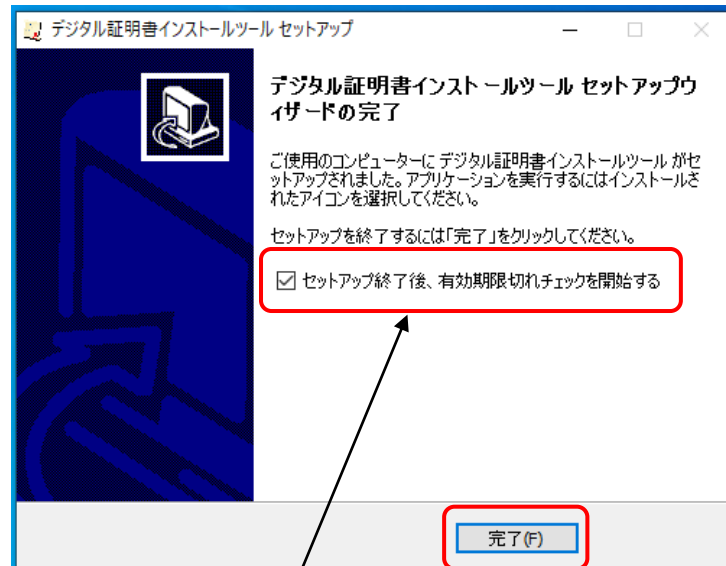 デジタル証明書インストールツール セットアップ
デジタル証明書インストールツール セットアップウ
ィザードの完了
ご使用のコンピューターに デジタル証明書インストールツール がセ
ットアップされました。アプリケーションを実行するにはインストールさ
れたアイコンを選択してください。
セットアップを終了するには「完了」をクリックしてください。
セットアップ終了後、有効期限切れチェックを開始する
完了(F)